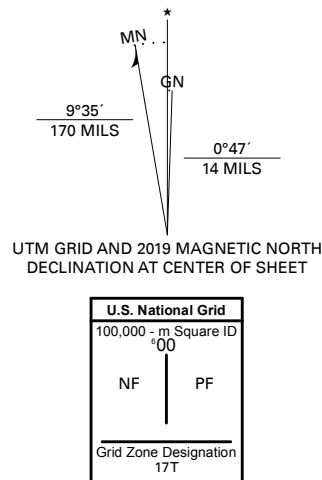 ★
MN
GN
9°35´
170 MILS
0°47´
14 MILS
UTM GRID AND 2019 MAGNETIC NORTH
DECLINATION AT CENTER OF SHEET
U.S. National Grid
100,000 - m Square ID
⁶00
NF PF
Grid Zone Designation
17T